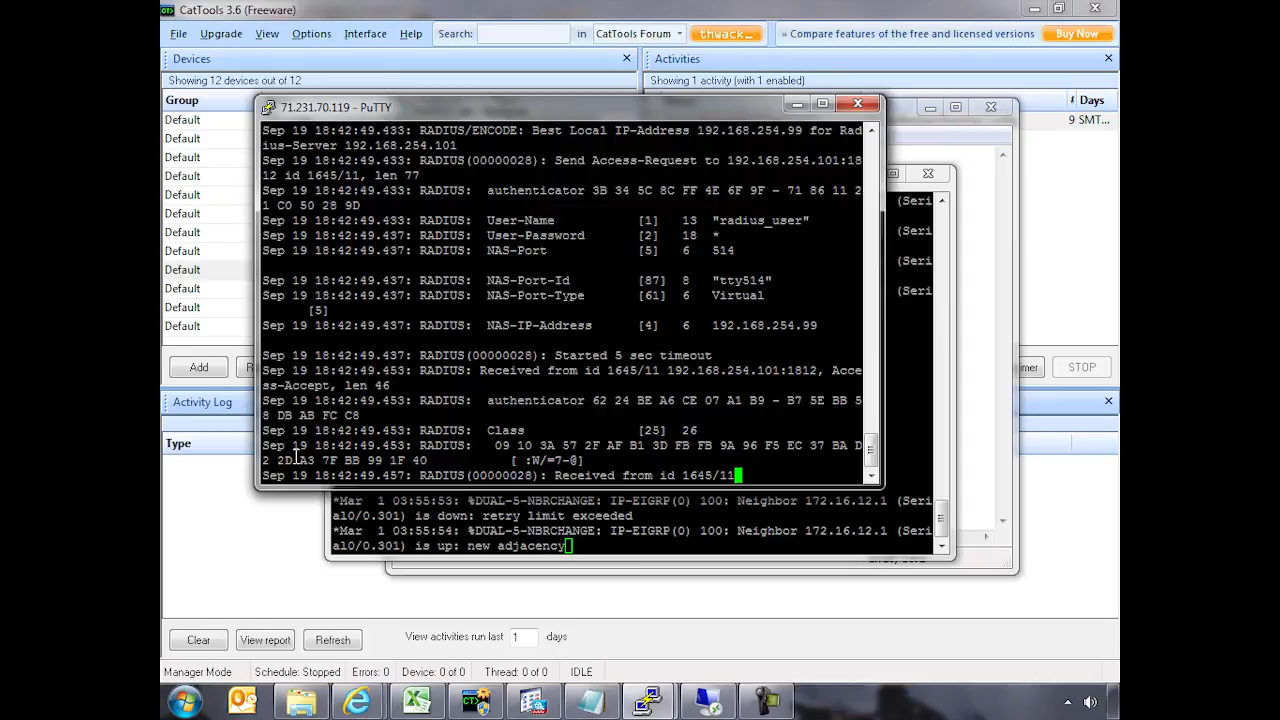 CatTools 3.6 (Freeware)
File Upgrade View Options Interface Help Search: in CatTools Forum thwack_ » Compare features of the free and licensed versions Buy Now
Devices
Activities
Showing 12 devices out of 12
Showing 1 activity (with 1 enabled)
Group
Days
Default
9 SMT...
Default
Default
Default
Default
Default
Default
Default
Default
Default
Default
Default
Add
STOP
Activity Log
Type
71.231.70.119 - PuTTY
Sep 19 18:42:49.433: RADIUS/ENCODE: Best Local IP-Address 192.168.254.99 for Rad
ius-Server 192.168.254.101
Sep 19 18:42:49.433: RADIUS(00000028): Send Access-Request to 192.168.254.101:18
12 id 1645/11, len 77
Sep 19 18:42:49.433: RADIUS:  authenticator 3B 34 5C 8C FF 4E 6F 9F - 71 86 11 2
1 C0 50 28 9D
Sep 19 18:42:49.433: RADIUS:  User-Name           [1]   13  "radius_user"
Sep 19 18:42:49.437: RADIUS:  User-Password       [2]   18  *
Sep 19 18:42:49.437: RADIUS:  NAS-Port            [5]   6   514
Sep 19 18:42:49.437: RADIUS:  NAS-Port-Id         [87]  8   "tty514"
Sep 19 18:42:49.437: RADIUS:  NAS-Port-Type       [61]  6   Virtual
[5]
Sep 19 18:42:49.437: RADIUS:  NAS-IP-Address      [4]   6   192.168.254.99
Sep 19 18:42:49.437: RADIUS(00000028): Started 5 sec timeout
Sep 19 18:42:49.453: RADIUS: Received from id 1645/11 192.168.254.101:1812, Acce
ss-Accept, len 46
Sep 19 18:42:49.453: RADIUS:  authenticator 62 24 BE A6 CE 07 A1 B9 - B7 5E BB 5
8 DB AB FC C8
Sep 19 18:42:49.453: RADIUS:  Class               [25]  26
Sep 19 18:42:49.453: RADIUS:   09 10 3A 57 2F AF B1 3D FB FB 9A 96 F5 EC 37 BA D
2 2D A3 7F BB 99 1F 40          [ :W/=7-@]
Sep 19 18:42:49.457: RADIUS(00000028): Received from id 1645/11
(Seri
(Seri
(Seri
(Seri
*Mar  1 03:55:53: %DUAL-5-NBRCHANGE: IP-EIGRP(0) 100: Neighbor 172.16.12.1 (Seri
al0/0.301) is down: retry limit exceeded
*Mar  1 03:55:54: %DUAL-5-NBRCHANGE: IP-EIGRP(0) 100: Neighbor 172.16.12.1 (Seri
al0/0.301) is up: new adjacency
Clear View report Refresh View activities run last 1 days
Manager Mode Schedule: Stopped Errors: 0 Device: 0 of 0 Thread: 0 of 0 IDLE